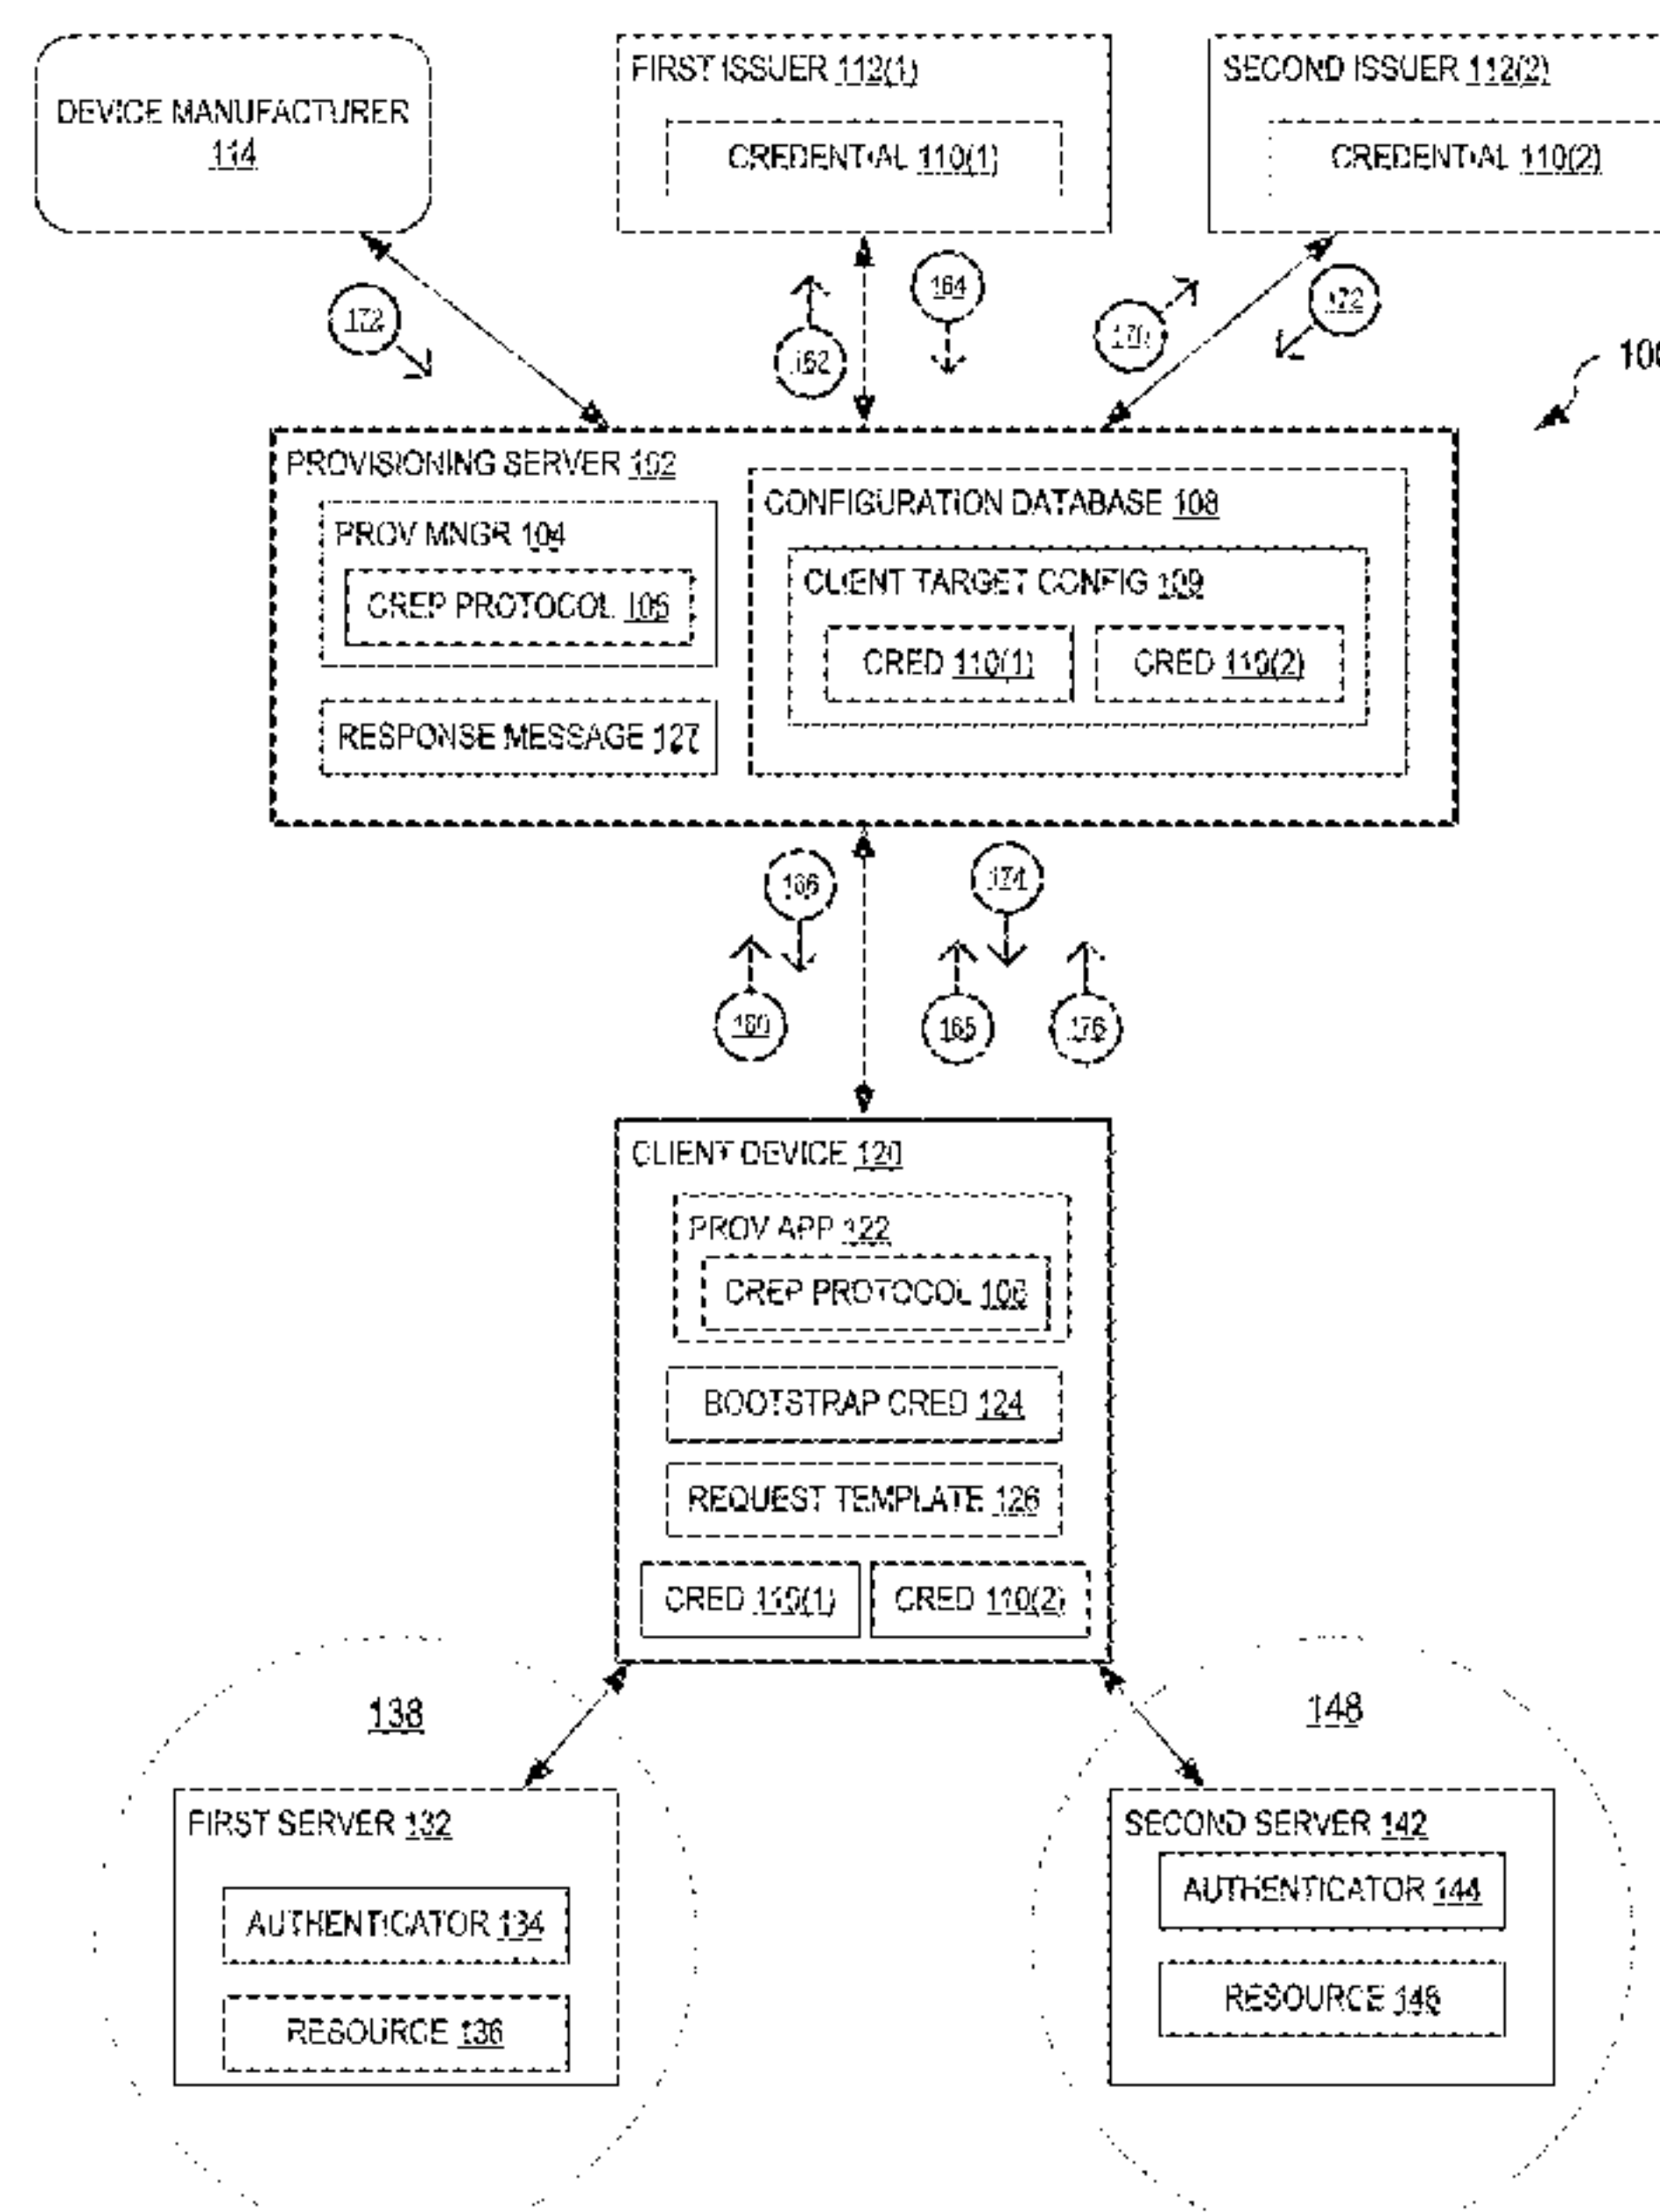 DEVICE MANUFACTURER
114
FIRST ISSUER 112(1)
CREDENTIAL 110(1)
SECOND ISSUER 112(2)
CREDENTIAL 110(2)
172
162
164
170
172
100
PROVISIONING SERVER 102
PROV MNGR 104
CREP PROTOCOL 106
RESPONSE MESSAGE 127
CONFIGURATION DATABASE 108
CLIENT TARGET CONFIG 109
CRED 110(1)
CRED 110(2)
166
174
160
165
176
CLIENT DEVICE 120
PROV APP 122
CREP PROTOCOL 106
BOOTSTRAP CRED 124
REQUEST TEMPLATE 126
CRED 110(1)
CRED 110(2)
138
148
FIRST SERVER 132
AUTHENTICATOR 134
RESOURCE 136
SECOND SERVER 142
AUTHENTICATOR 144
RESOURCE 146